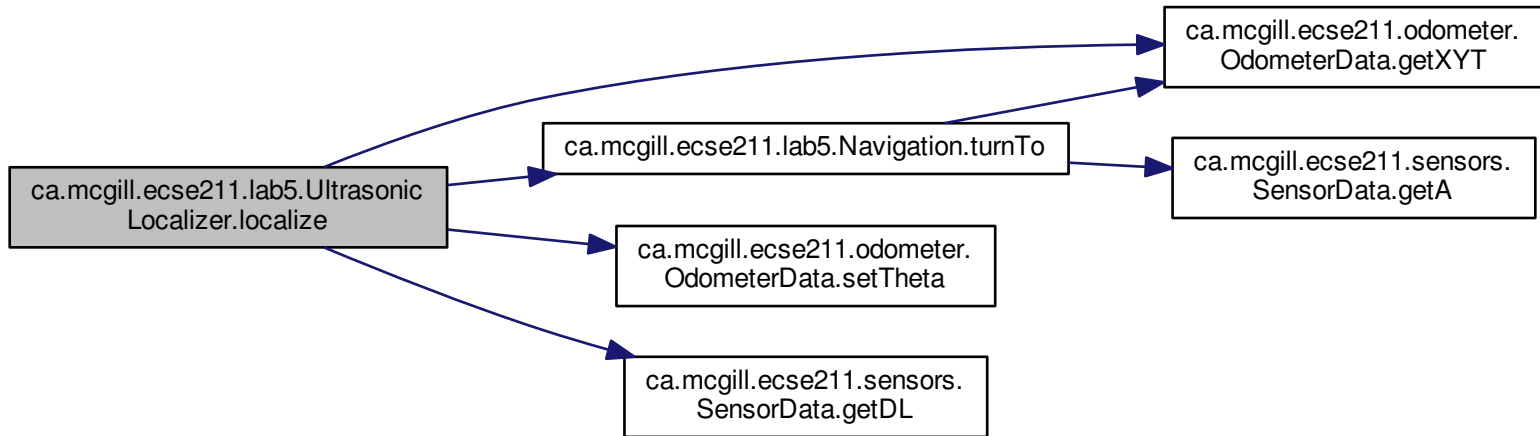 ca.mcgill.ecse211.lab5.Ultrasonic
Localizer.localize
ca.mcgill.ecse211.odometer.
OdometerData.getXYT
ca.mcgill.ecse211.lab5.Navigation.turnTo
ca.mcgill.ecse211.sensors.
SensorData.getA
ca.mcgill.ecse211.odometer.
OdometerData.setTheta
ca.mcgill.ecse211.sensors.
SensorData.getDL